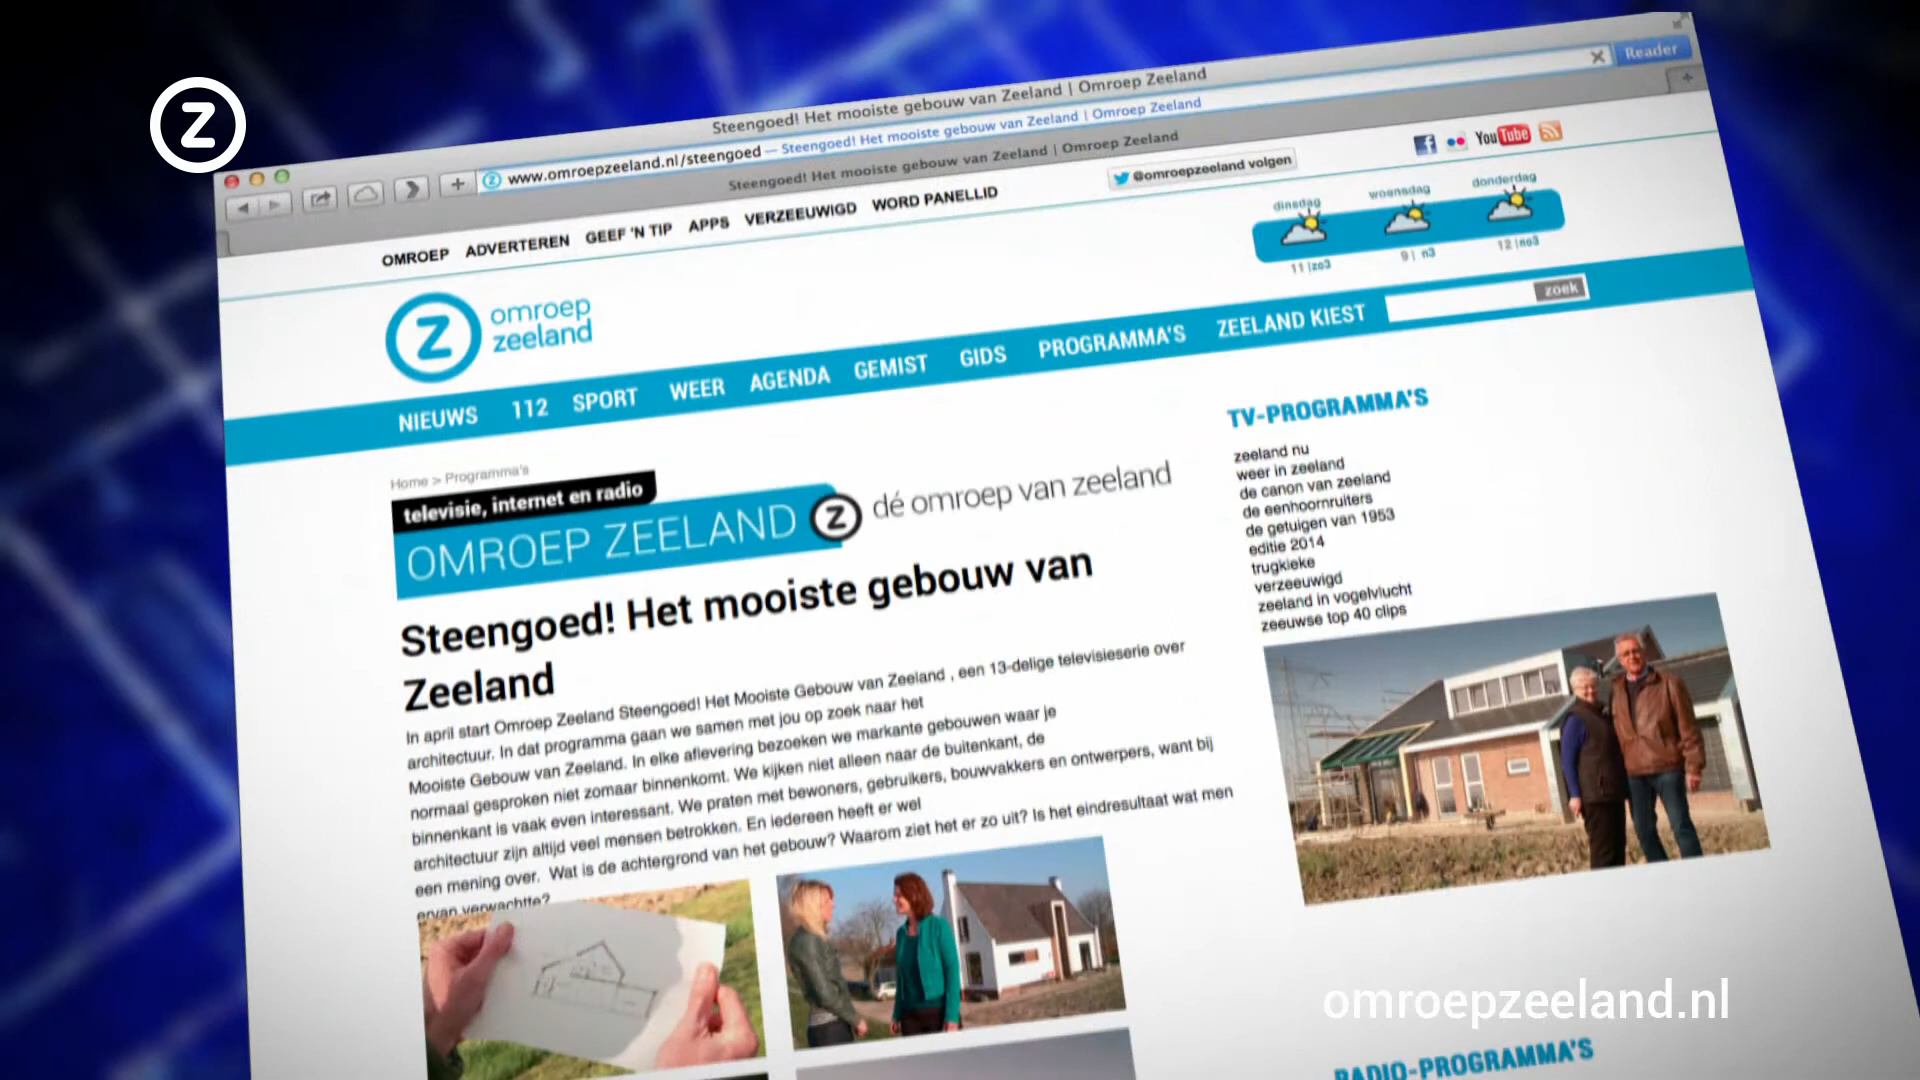 Steengoed! Het mooiste gebouw van Zeeland | Omroep Zeeland
Reader
www.omroepzeeland.nl/steengoed — Steengoed! Het mooiste gebouw van Zeeland | Omroep Zeeland
Steengoed! Het mooiste gebouw van Zeeland | Omroep Zeeland
Z
OMROEP ADVERTEREN GEEF 'N TIP APPS VERZEEUWIGD WORD PANELLID
@omroepzeeland volgen
You Tube
dinsdag woensdag donderdag
11 |zo3 9 | n3 12 |no3
Z omroep
zeeland
zoek
NIEUWS 112 SPORT WEER AGENDA GEMIST GIDS PROGRAMMA'S ZEELAND KIEST
Home > Programma's
televisie, internet en radio
OMROEP ZEELAND Z dé omroep van zeeland
Steengoed! Het mooiste gebouw van
Zeeland
In april start Omroep Zeeland Steengoed! Het Mooiste Gebouw van Zeeland , een 13-delige televisieserie over
architectuur. In dat programma gaan we samen met jou op zoek naar het
Mooiste Gebouw van Zeeland. In elke aflevering bezoeken we markante gebouwen waar je
normaal gesproken niet zomaar binnenkomt. We kijken niet alleen naar de buitenkant, de
binnenkant is vaak even interessant. We praten met bewoners, gebruikers, bouwvakkers en ontwerpers, want bij
architectuur zijn altijd veel mensen betrokken. En iedereen heeft er wel
een mening over. Wat is de achtergrond van het gebouw? Waarom ziet het er zo uit? Is het eindresultaat wat men
ervan verwachtte?
TV-PROGRAMMA'S
zeeland nu
weer in zeeland
de canon van zeeland
de eenhoornruiters
de getuigen van 1953
editie 2014
trugkieke
verzeeuwigd
zeeland in vogelvlucht
zeeuwse top 40 clips
omroepzeeland.nl
RADIO-PROGRAMMA'S